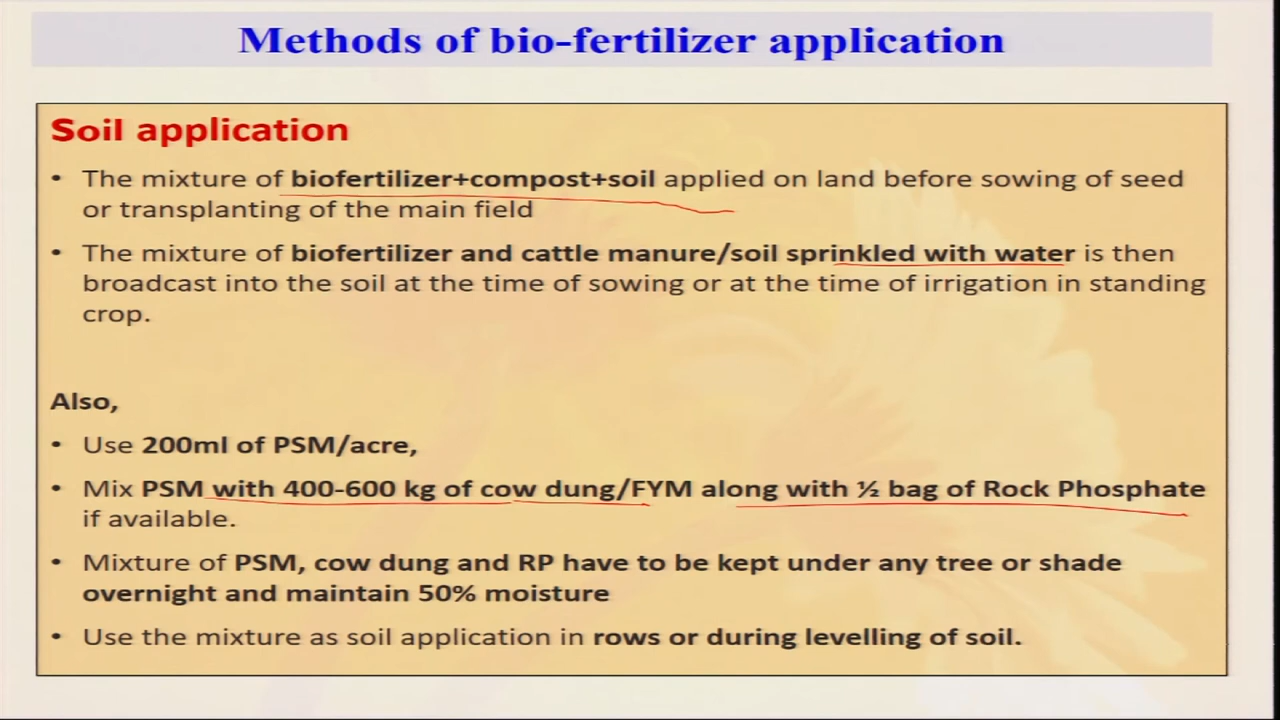 Methods of bio-fertilizer application
Soil application
• The mixture of biofertilizer+compost+soil applied on land before sowing of seed
or transplanting of the main field
• The mixture of biofertilizer and cattle manure/soil sprinkled with water is then
broadcast into the soil at the time of sowing or at the time of irrigation in standing
crop.
Also,
• Use 200ml of PSM/acre,
• Mix PSM with 400-600 kg of cow dung/FYM along with ½ bag of Rock Phosphate
if available.
• Mixture of PSM, cow dung and RP have to be kept under any tree or shade
overnight and maintain 50% moisture
• Use the mixture as soil application in rows or during levelling of soil.